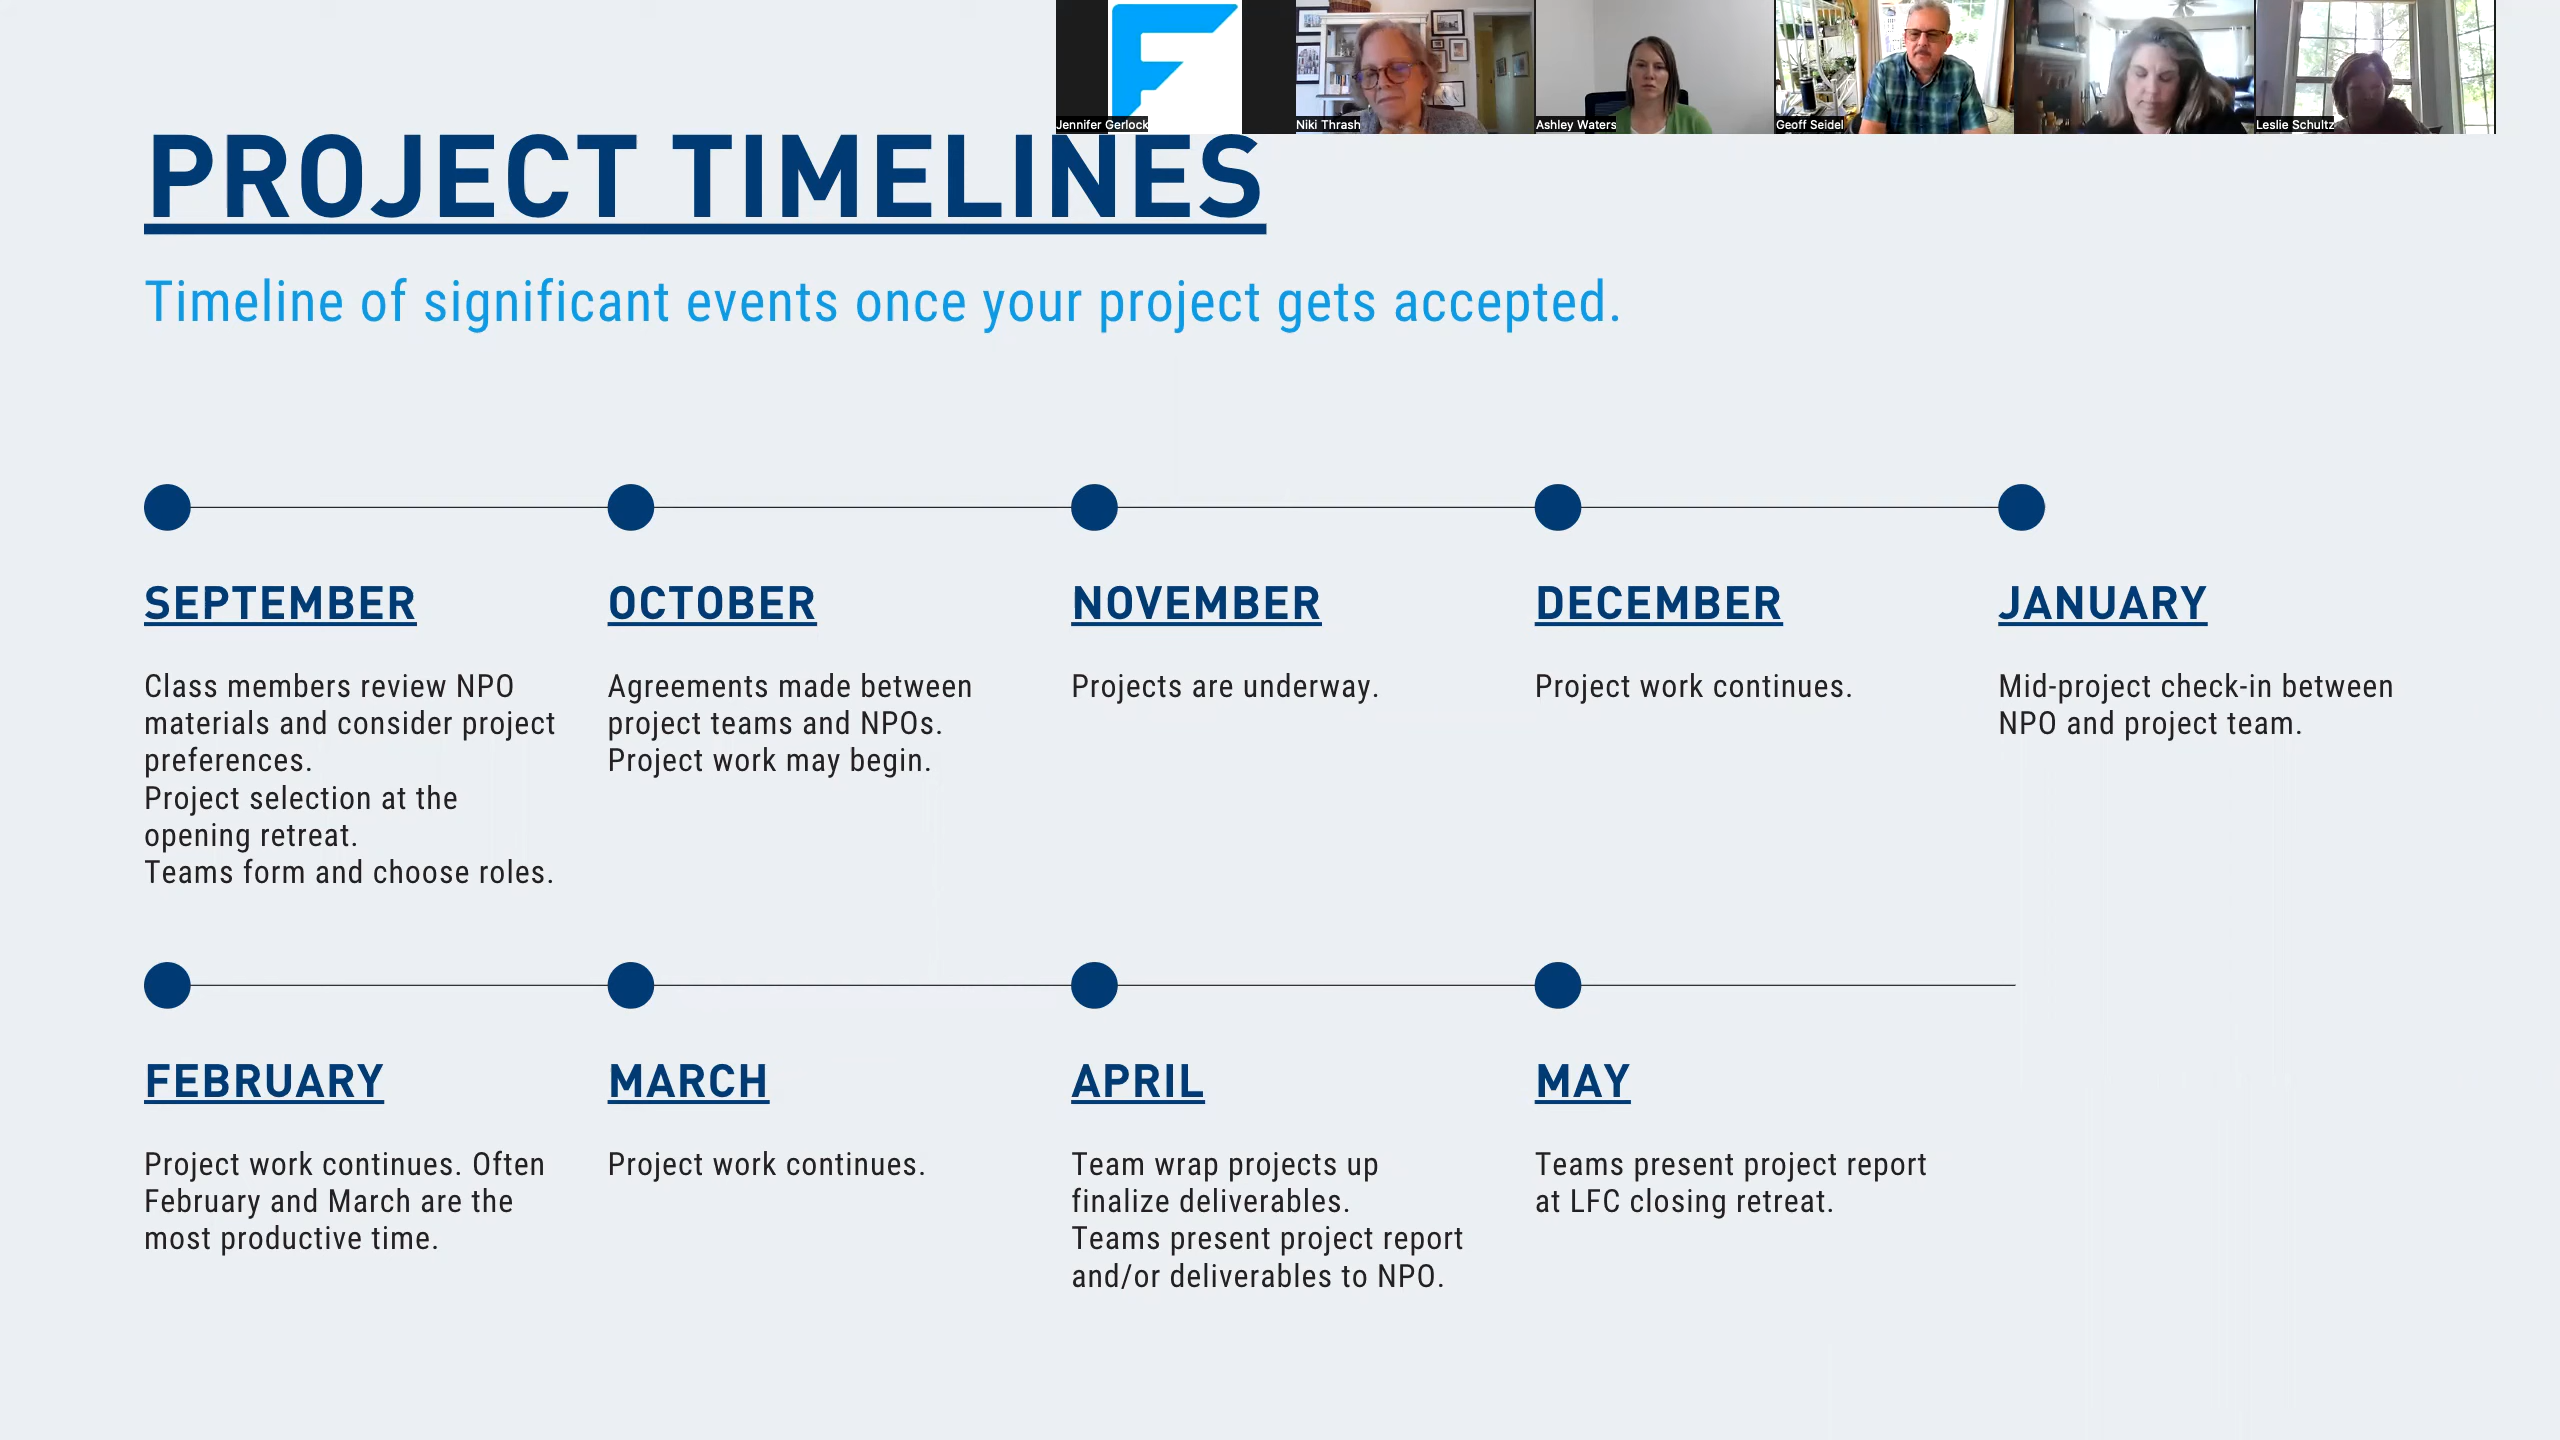 Jennifer Gerlock
Niki Thrash
Ashley Waters
Geoff Seidel
Leslie Schultz
PROJECT TIMELINES
Timeline of significant events once your project gets accepted.
SEPTEMBER
Class members review NPO
materials and consider project
preferences.
Project selection at the
opening retreat.
Teams form and choose roles.
OCTOBER
Agreements made between
project teams and NPOs.
Project work may begin.
NOVEMBER
Projects are underway.
DECEMBER
Project work continues.
JANUARY
Mid-project check-in between
NPO and project team.
FEBRUARY
Project work continues. Often
February and March are the
most productive time.
MARCH
Project work continues.
APRIL
Team wrap projects up
finalize deliverables.
Teams present project report
and/or deliverables to NPO.
MAY
Teams present project report
at LFC closing retreat.